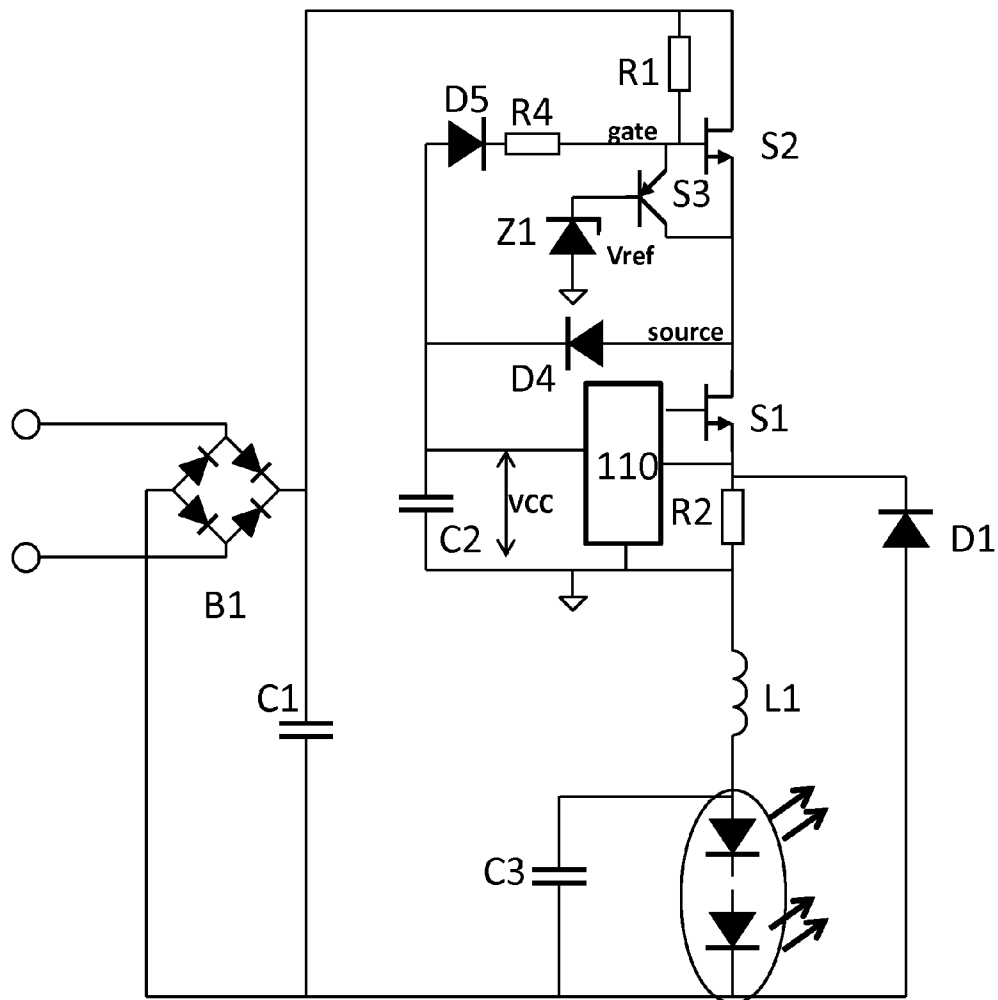 R1
D5
R4
gate
S2
S3
Z1
Vref
source
D4
S1
110
VCC
R2
C2
D1
B1
C1
L1
C3